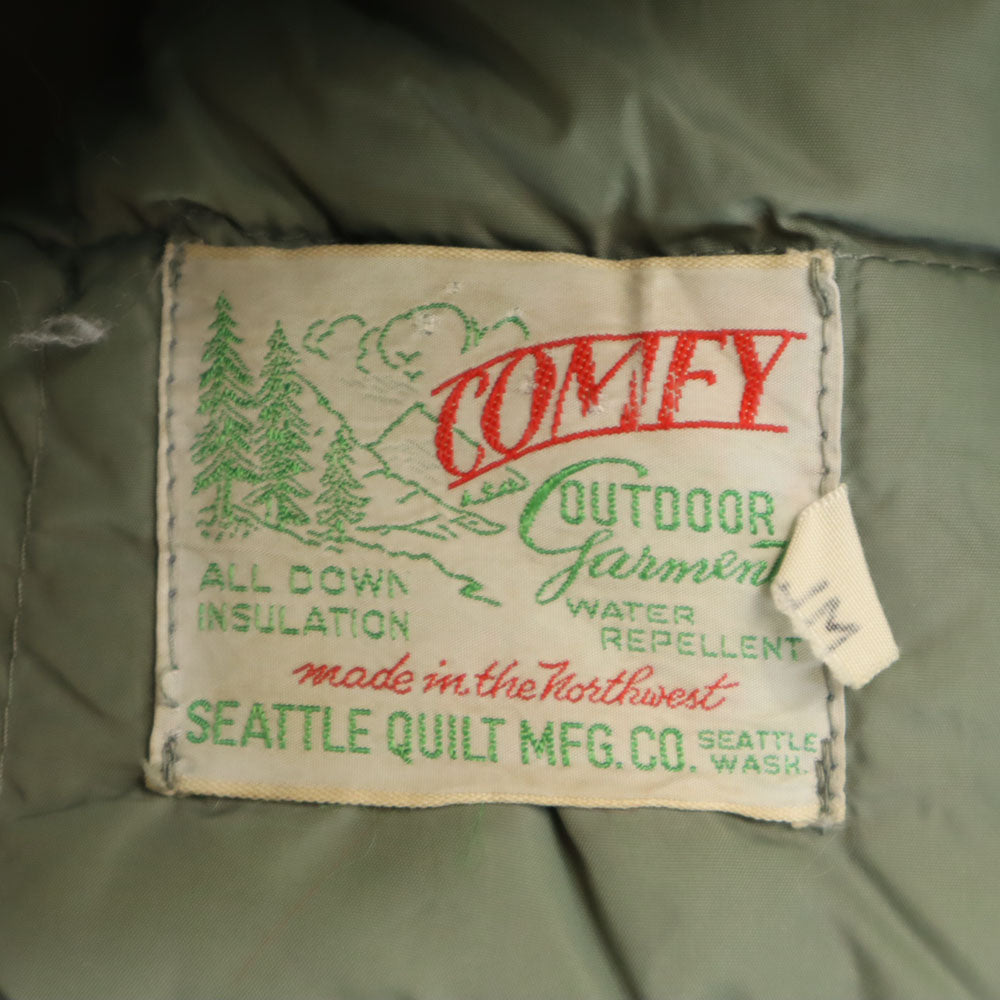 COMFY
OUTDOOR
Garment
WATER
REPELLENT
ALL DOWN
INSULATION
made in the Northwest
SEATTLE QUILT MFG. CO. SEATTLE
WASH.